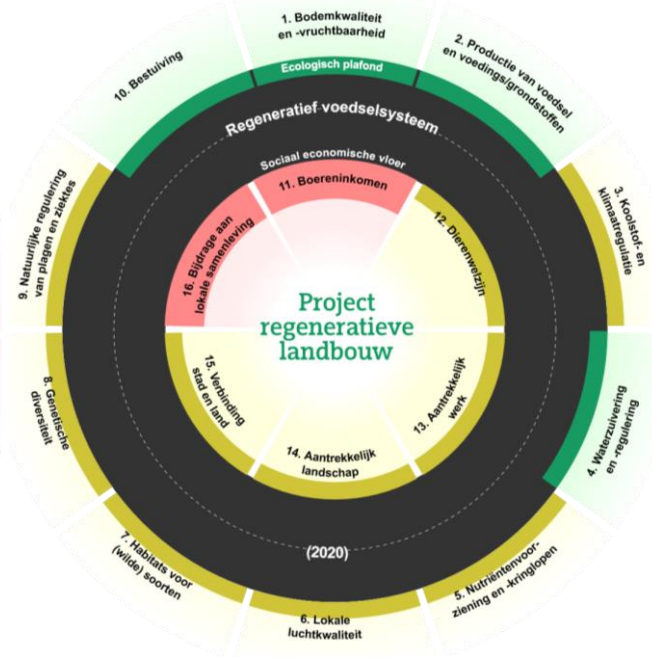 1. Bodemkwaliteit
en -vruchtbaarheid
2. Productie van voedsel
en voedings/grondstoffen
3. Koolstof- en
klimaatregulatie
4. Waterzuivering
en -regulering
5. Nutriëntenvoor-
ziening en -kringlopen
6. Lokale
luchtkwaliteit
7. Habitats voor
(wilde) soorten
8. Genetische
diversiteit
9. Natuurlijke regulering
van plagen en ziektes
10. Bestuiving
Ecologisch plafond
Regeneratief voedselsysteem
Sociaal economische vloer
11. Boereninkomen
12. Dierenwelzijn
13. Aantrekkelijk
werk
14. Aantrekkelijk
landschap
15. Verbinding
stad en land
16. Bijdrage aan
lokale samenleving
Project
regeneratieve
landbouw
(2020)